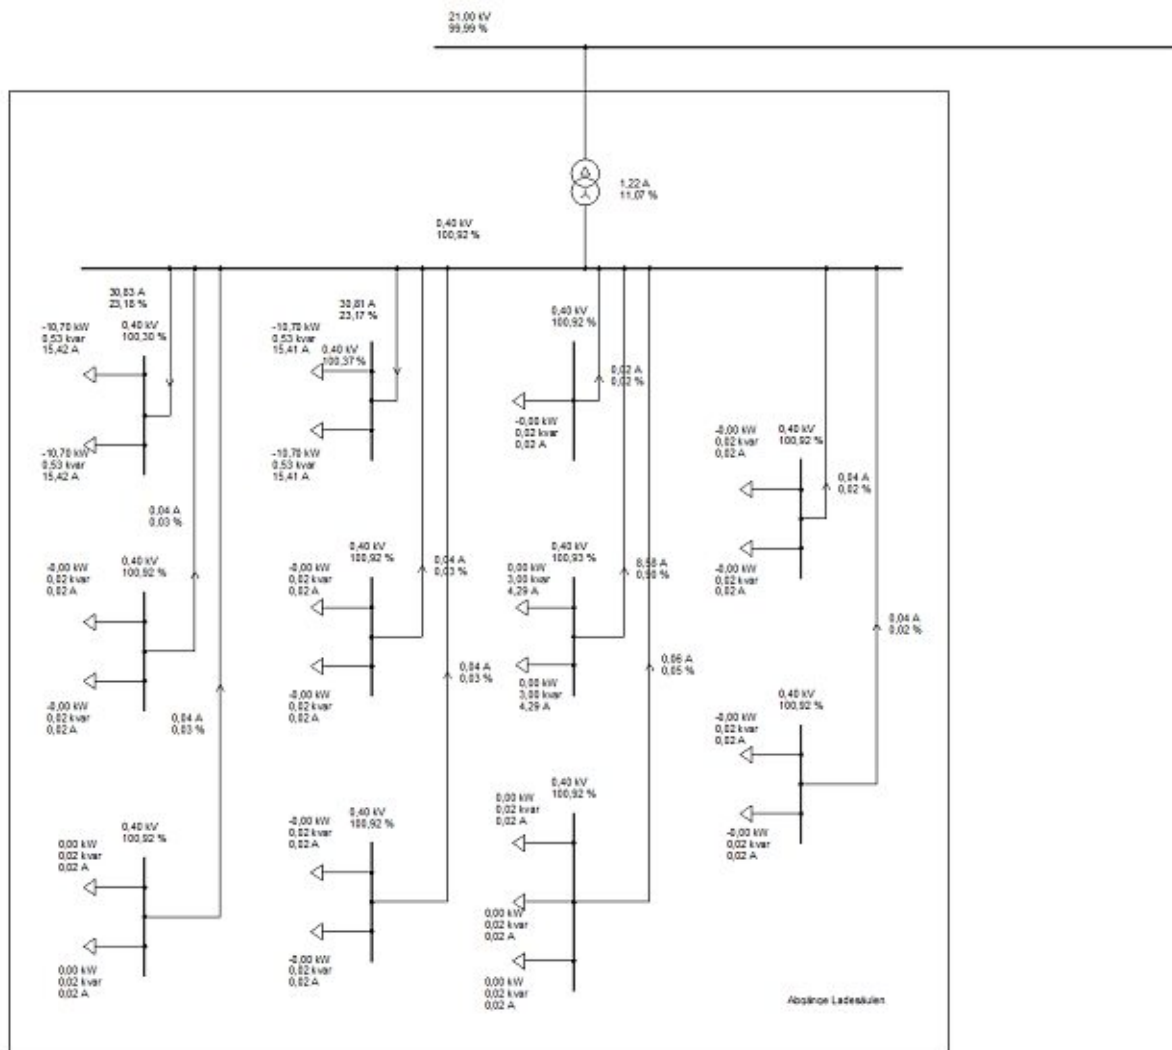 21,00 kV
99,99 %
1,22 A
11,07 %
0,40 kV
100,92 %
30,83 A
23,18 %
-10,70 kW
0,53 kvar
15,42 A
0,40 kV
100,30 %
-10,70 kW
0,53 kvar
15,42 A
30,81 A
23,17 %
-10,70 kW
0,53 kvar
15,41 A
0,40 kV
100,37 %
-10,70 kW
0,53 kvar
15,41 A
0,40 kV
100,92 %
0,02 A
0,02 %
-0,00 kW
0,02 kvar
0,02 A
-0,00 kW
0,02 kvar
0,02 A
0,40 kV
100,92 %
0,04 A
0,02 %
-0,00 kW
0,02 kvar
0,02 A
0,04 A
0,03 %
-0,00 kW
0,02 kvar
0,02 A
0,40 kV
100,92 %
-0,00 kW
0,02 kvar
0,02 A
0,40 kV
100,92 %
0,04 A
0,03 %
-0,00 kW
0,02 kvar
0,02 A
-0,00 kW
0,02 kvar
0,02 A
0,40 kV
100,93 %
0,00 kW
3,00 kvar
4,29 A
8,58 A
0,00 kW
3,00 kvar
4,29 A
0,04 A
0,02 %
0,04 A
0,03 %
0,04 A
0,03 %
0,06 A
0,05 %
0,40 kV
100,92 %
-0,00 kW
0,02 kvar
0,02 A
-0,00 kW
0,02 kvar
0,02 A
0,40 kV
100,92 %
0,00 kW
0,02 kvar
0,02 A
0,00 kW
0,02 kvar
0,02 A
0,40 kV
100,92 %
-0,00 kW
0,02 kvar
0,02 A
-0,00 kW
0,02 kvar
0,02 A
0,40 kV
100,92 %
0,00 kW
0,02 kvar
0,02 A
0,00 kW
0,02 kvar
0,02 A
0,00 kW
0,02 kvar
0,02 A
Abgänge Ladesäulen